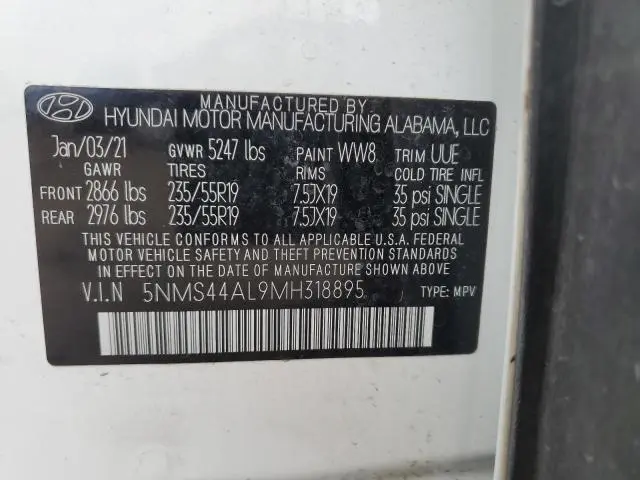 MANUFACTURED BY
HYUNDAI MOTOR MANUFACTURING ALABAMA, LLC
Jan/03/21 GVWR 5247 lbs PAINT WW8 TRIM UUE
GAWR TIRES RIMS COLD TIRE INFL
FRONT 2866 lbs 235/55R19 7.5JX19 35 psi SINGLE
REAR 2976 lbs 235/55R19 7.5JX19 35 psi SINGLE
THIS VEHICLE CONFORMS TO ALL APPLICABLE U.S.A. FEDERAL
MOTOR VEHICLE SAFETY AND THEFT PREVENTION STANDARDS
IN EFFECT ON THE DATE OF MANUFACTURE SHOWN ABOVE
V.I.N 5NMS44AL9MH318895 TYPE: MPV